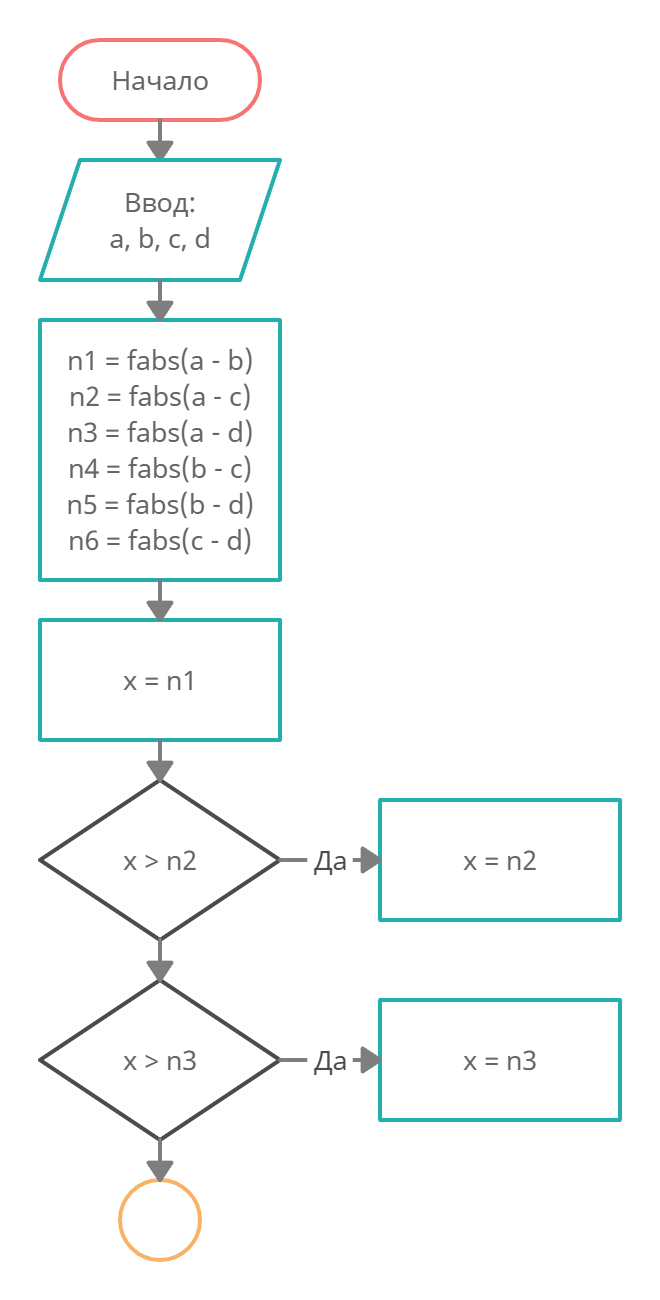 Начало
Ввод:
a, b, c, d
n1 = fabs(a - b)
n2 = fabs(a - c)
n3 = fabs(a - d)
n4 = fabs(b - c)
n5 = fabs(b - d)
n6 = fabs(c - d)
x = n1
x > n2
Да
x = n2
x > n3
Да
x = n3